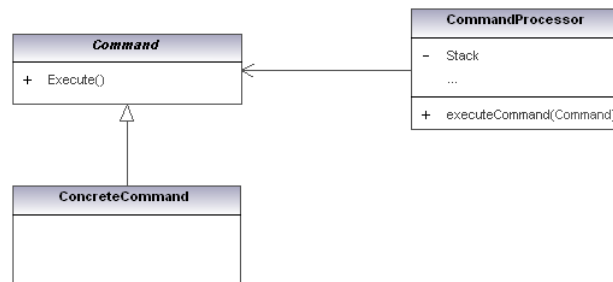 CommandProcessor
- Stack
...
+ executeCommand(Command)
Command
+ Execute()
ConcreteCommand